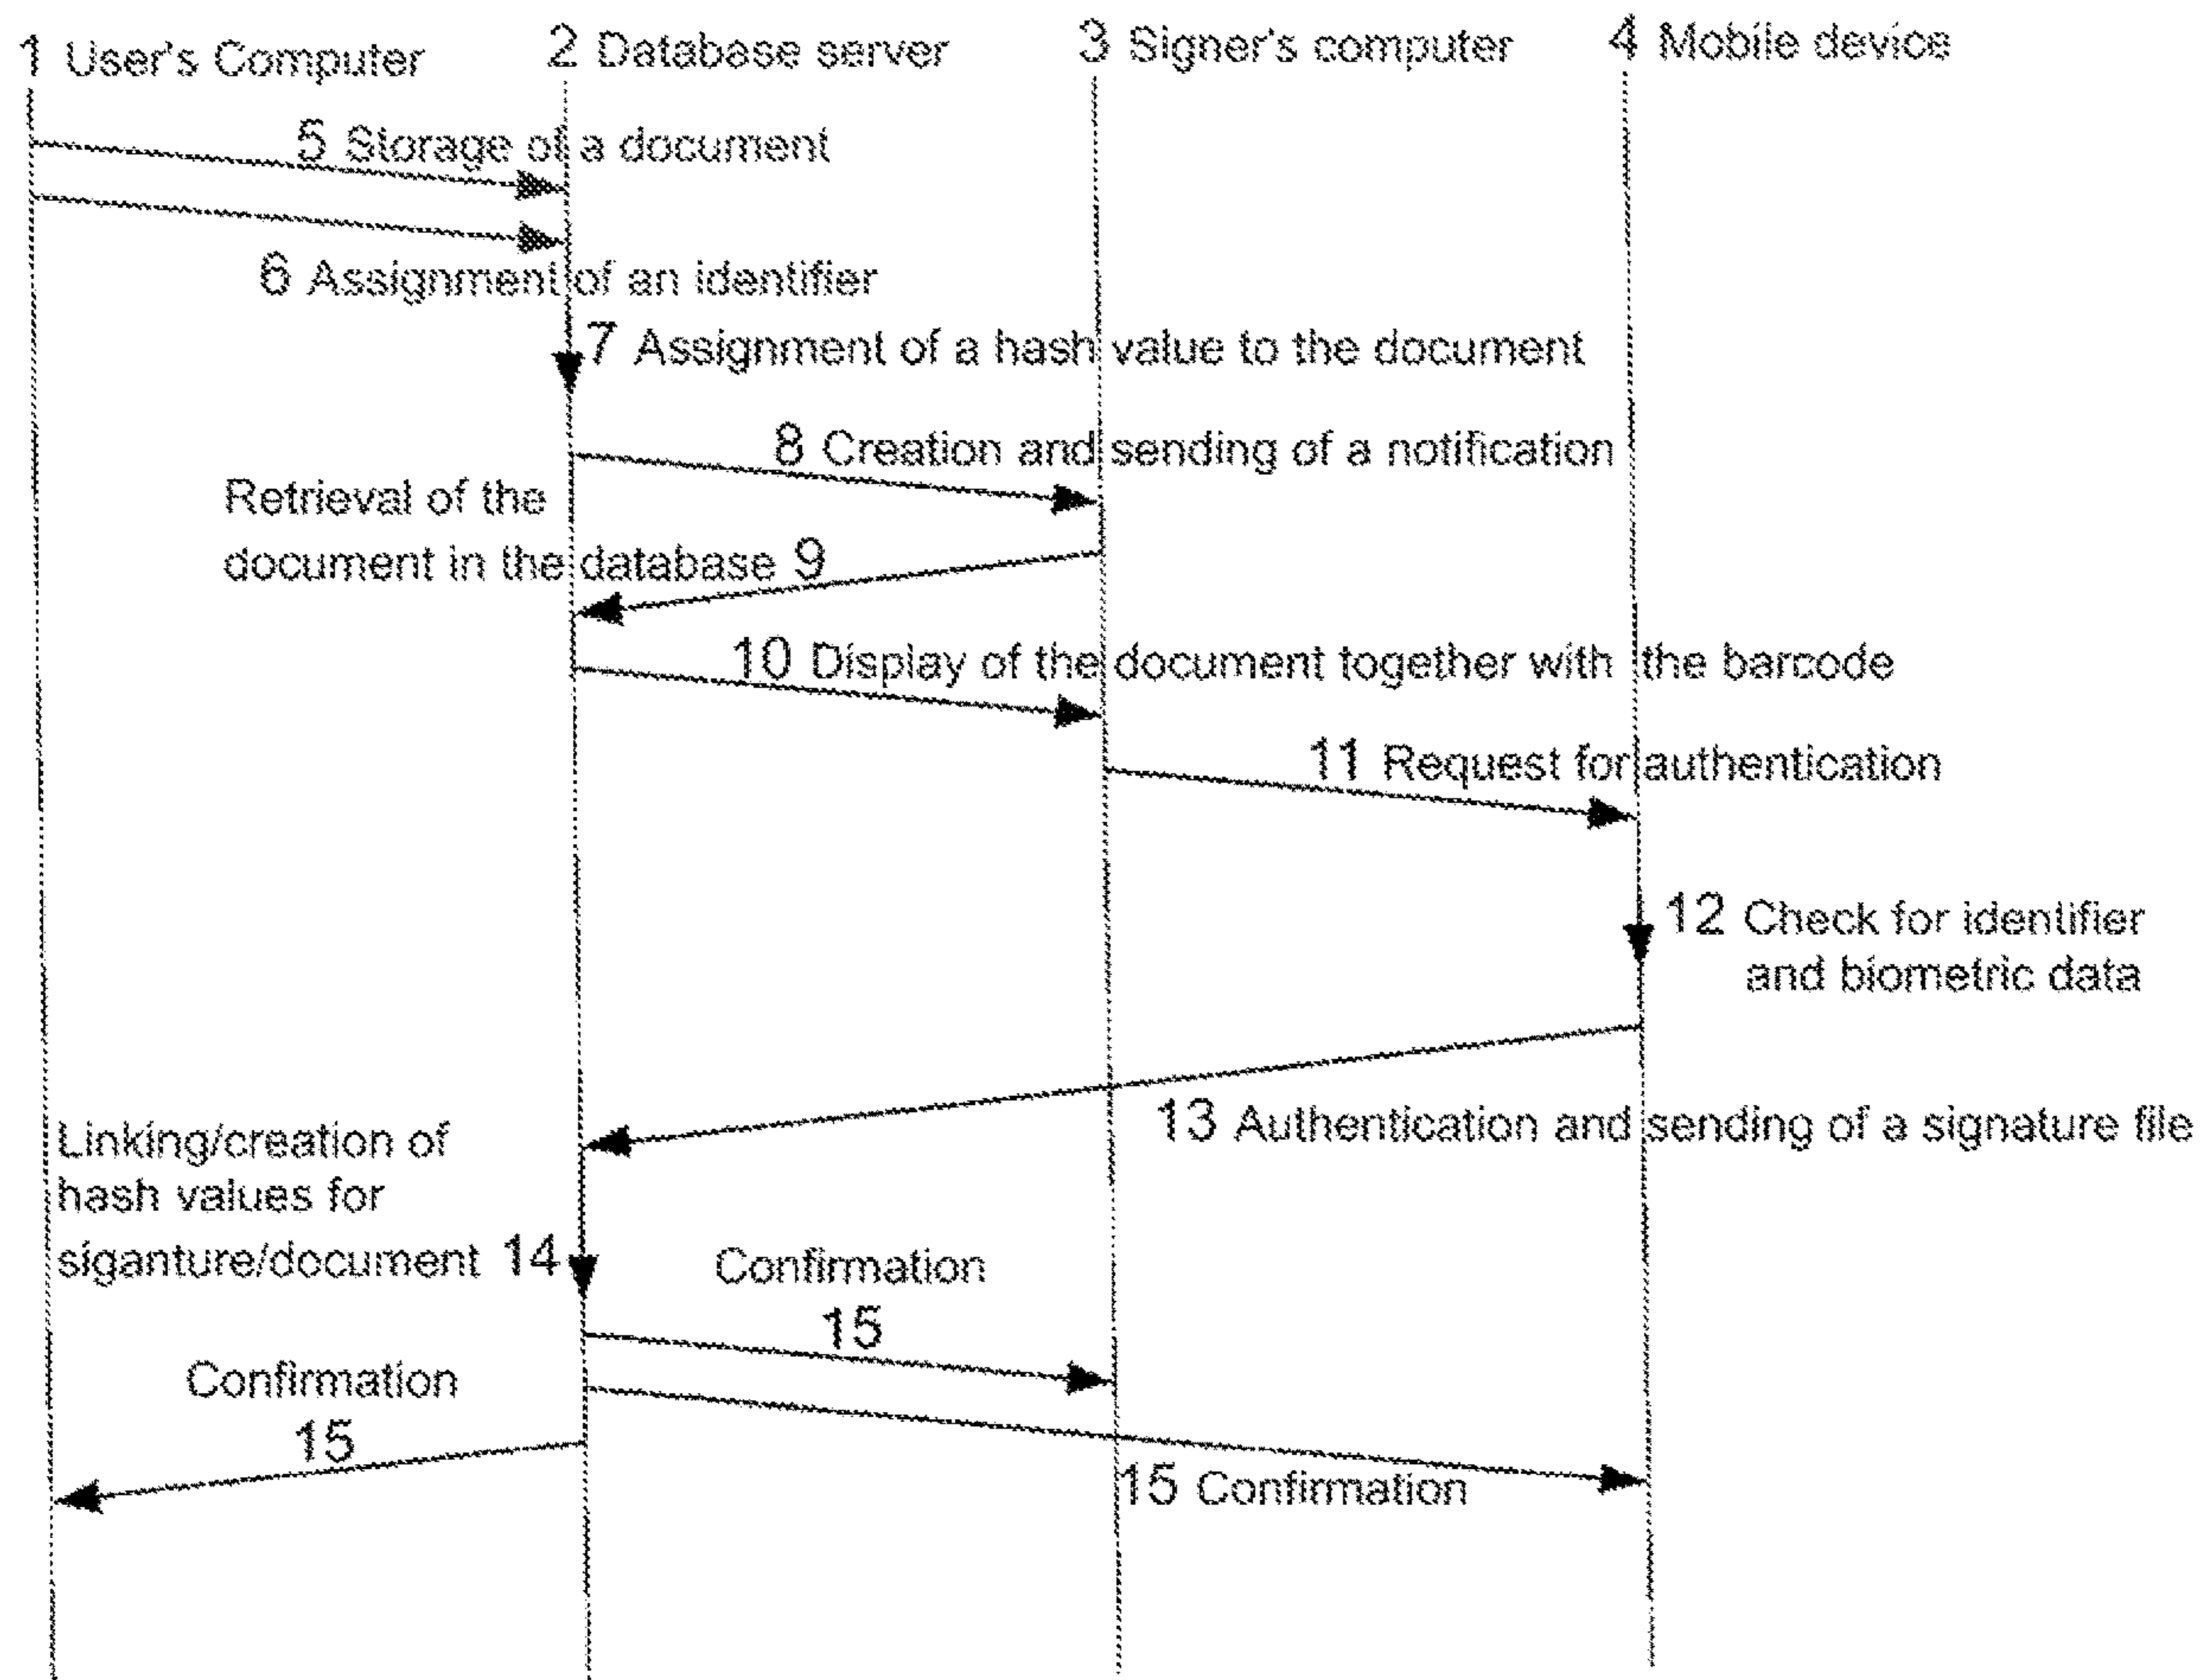 1 User's Computer
2 Database server
3 Signer's computer
4 Mobile device
5 Storage of a document
6 Assignment of an identifier
7 Assignment of a hash value to the document
8 Creation and sending of a notification
Retrieval of the
document in the database 9
10 Display of the document together with the barcode
11 Request for authentication
12 Check for identifier
and biometric data
13 Authentication and sending of a signature file
Linking/creation of
hash values for
siganture/document 14
Confirmation
15
Confirmation
15
15 Confirmation